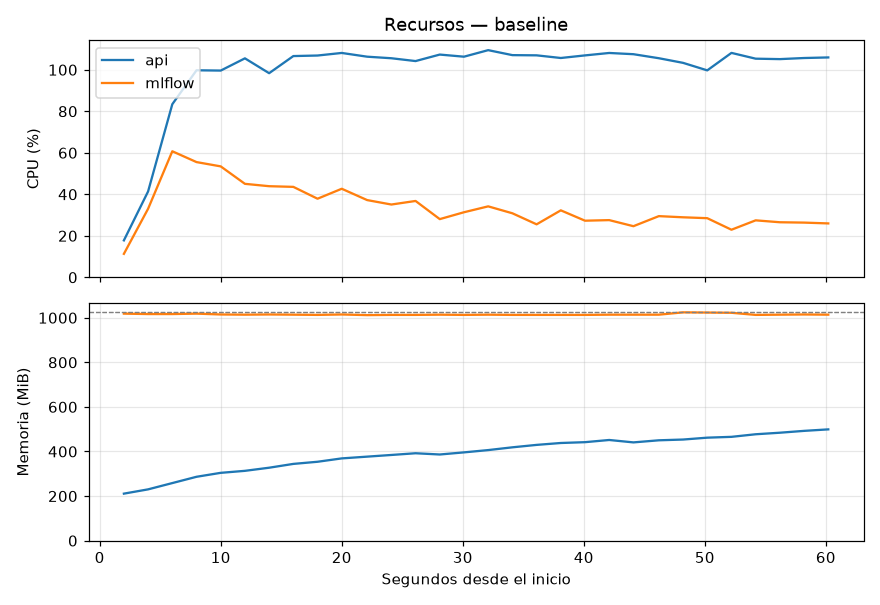 Recursos — baseline
api
mlflow
CPU (%)
100
80
60
40
20
0
Memoria (MiB)
1000
800
600
400
200
0
0 10 20 30 40 50 60
Segundos desde el inicio